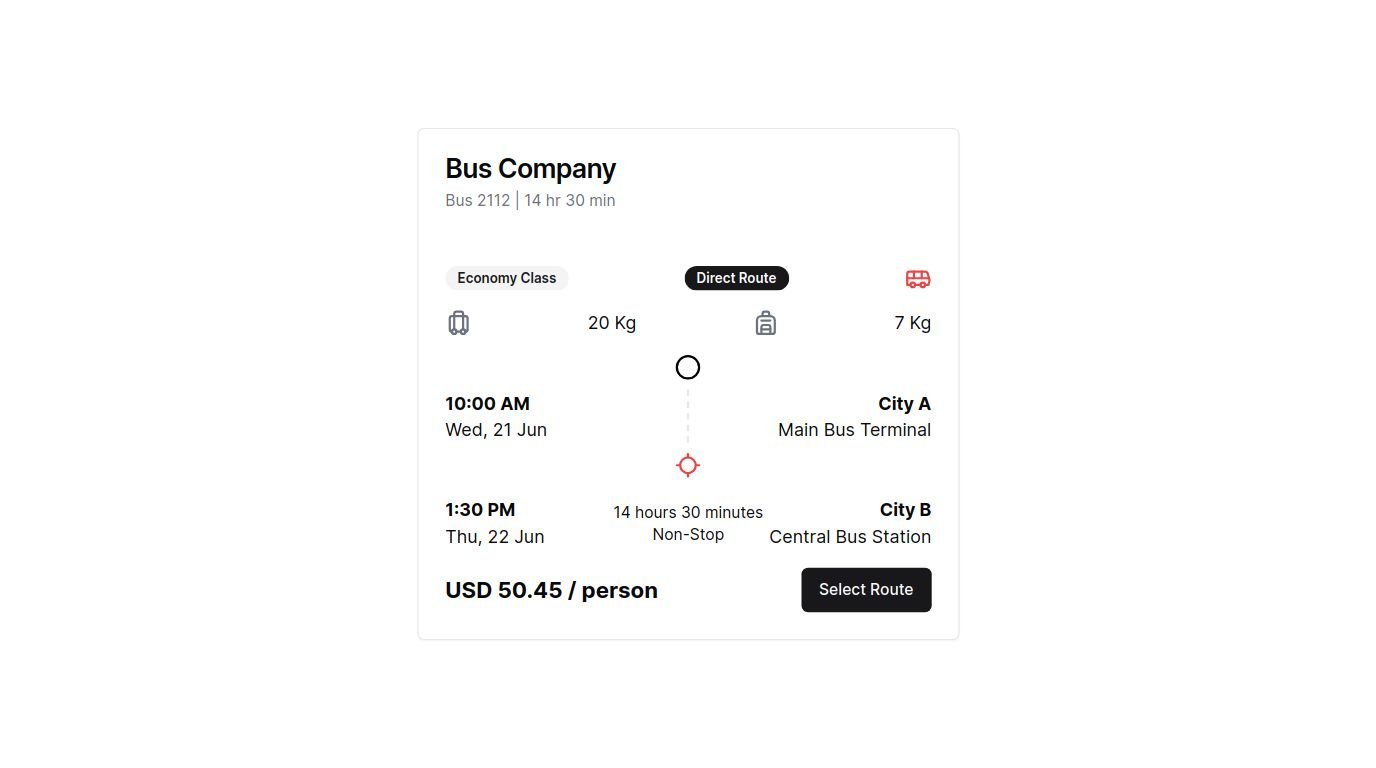 Bus Company
Bus 2112 | 14 hr 30 min
Economy Class
Direct Route
20 Kg
7 Kg
10:00 AM
City A
Wed, 21 Jun
Main Bus Terminal
1:30 PM
14 hours 30 minutes
City B
Thu, 22 Jun
Non-Stop
Central Bus Station
USD 50.45 / person
Select Route